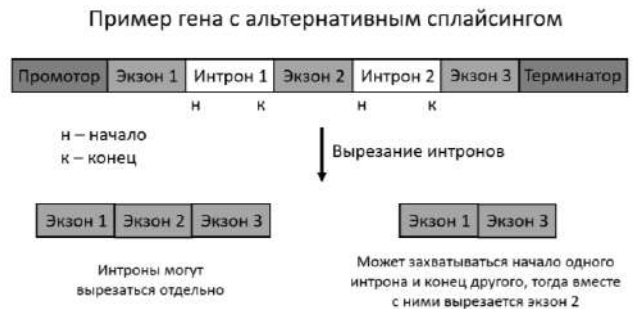 Пример гена с альтернативным сплайсингом
Промотор Экзон 1 Интрон 1 Экзон 2 Интрон 2 Экзон 3 Терминатор
н к н к
н – начало
к – конец
Вырезание интронов
Экзон 1 Экзон 2 Экзон 3
Экзон 1 Экзон 3
Интроны могут
вырезаться отдельно
Может захватываться начало одного
интрона и конец другого, тогда вместе
с ними вырезается экзон 2